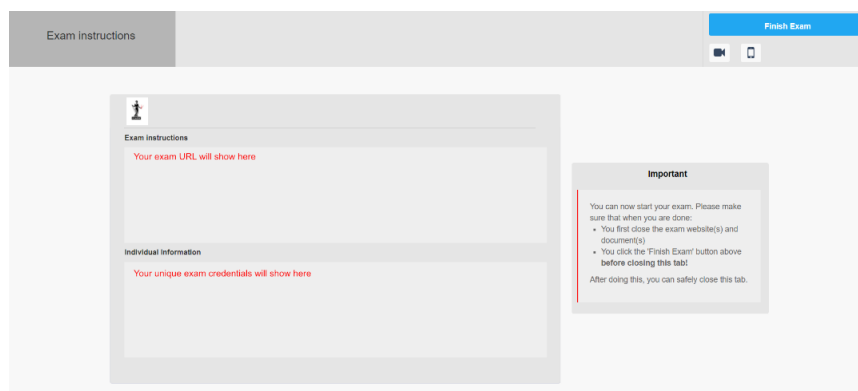 Exam instructions
Finish Exam
Exam instructions
Your exam URL will show here
Individual Information
Your unique exam credentials will show here
Important
You can now start your exam. Please make
sure that when you are done:
• You first close the exam website(s) and
document(s)
• You click the 'Finish Exam' button above
before closing this tab!
After doing this, you can safely close this tab.